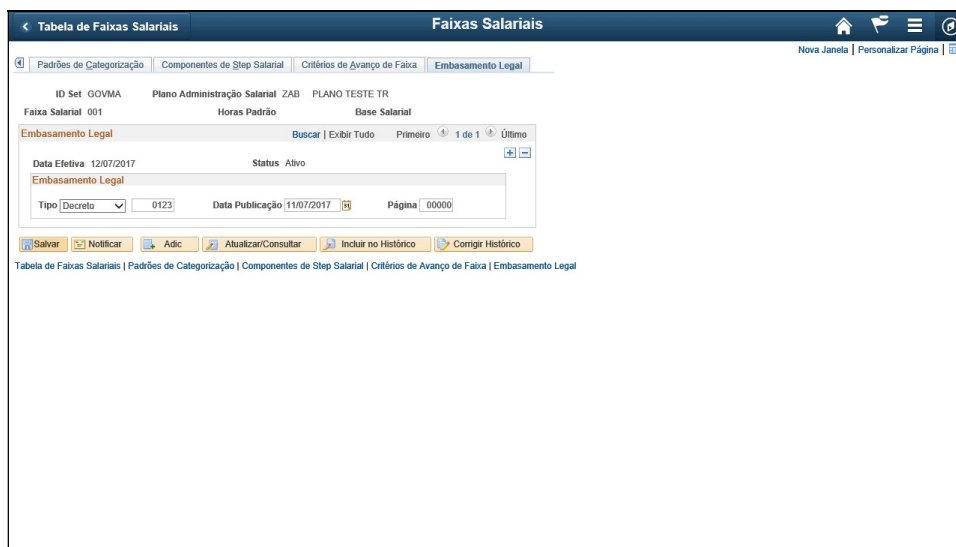 Tabela de Faixas Salariais Faixas Salariais
Nova Janela | Personalizar Página |
Padrões de Categorização Componentes de Step Salarial Critérios de Avanço de Faixa Embasamento Legal
ID Set GOVMA Plano Administração Salarial ZAB PLANO TESTE TR
Faixa Salarial 001 Horas Padrão Base Salarial
Embasamento Legal Buscar | Exibir Tudo Primeiro 1 de 1 Último
Data Efetiva 12/07/2017 Status Ativo
Embasamento Legal
Tipo Decreto 0123 Data Publicação 11/07/2017 Página 00000
Salvar Notificar Adic Atualizar/Consultar Incluir no Histórico Corrigir Histórico
Tabela de Faixas Salariais | Padrões de Categorização | Componentes de Step Salarial | Critérios de Avanço de Faixa | Embasamento Legal